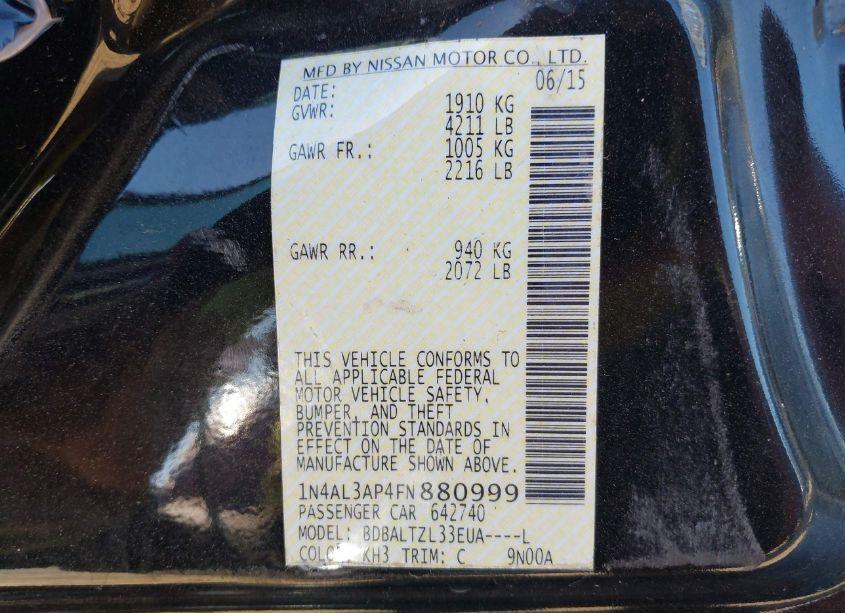 MFD BY NISSAN MOTOR CO., LTD.
DATE: 06/15
GVWR: 1910 KG
4211 LB
GAWR FR.: 1005 KG
2216 LB
GAWR RR.: 940 KG
2072 LB
THIS VEHICLE CONFORMS TO
ALL APPLICABLE FEDERAL
MOTOR VEHICLE SAFETY,
BUMPER, AND THEFT
PREVENTION STANDARDS IN
EFFECT ON THE DATE OF
MANUFACTURE SHOWN ABOVE.
1N4AL3AP4FN880999
PASSENGER CAR 642740
MODEL: BDBALTZL33EUA----L
KH3 TRIM: C 9N00A